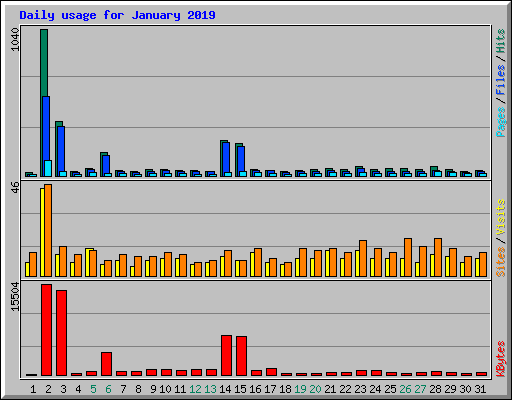 Daily usage for January 2019
1040
Pages / Files / Hits
46
Sites / Visits
15504
KBytes
1 2 3 4 5 6 7 8 9 10 11 12 13 14 15 16 17 18 19 20 21 22 23 24 25 26 27 28 29 30 31